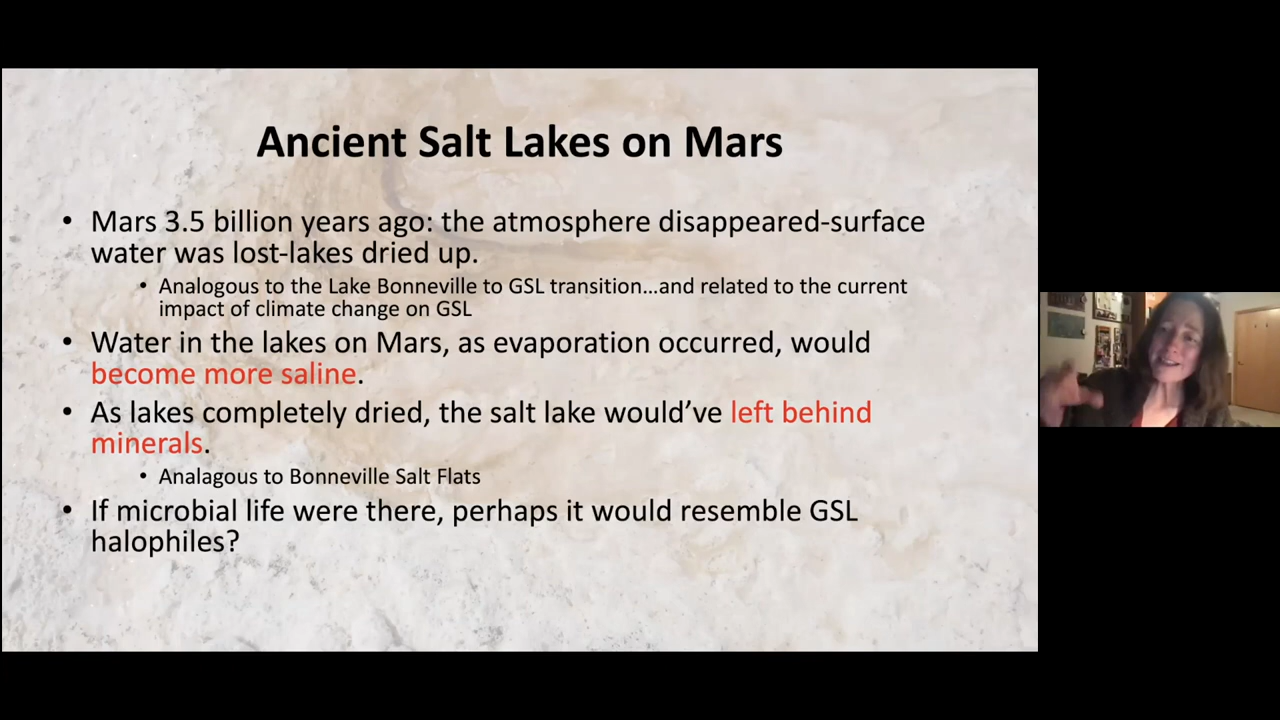 Ancient Salt Lakes on Mars
• Mars 3.5 billion years ago: the atmosphere disappeared-surface
water was lost-lakes dried up.
• Analogous to the Lake Bonneville to GSL transition...and related to the current
impact of climate change on GSL
• Water in the lakes on Mars, as evaporation occurred, would
become more saline.
• As lakes completely dried, the salt lake would’ve left behind
minerals.
• Analagous to Bonneville Salt Flats
• If microbial life were there, perhaps it would resemble GSL
halophiles?